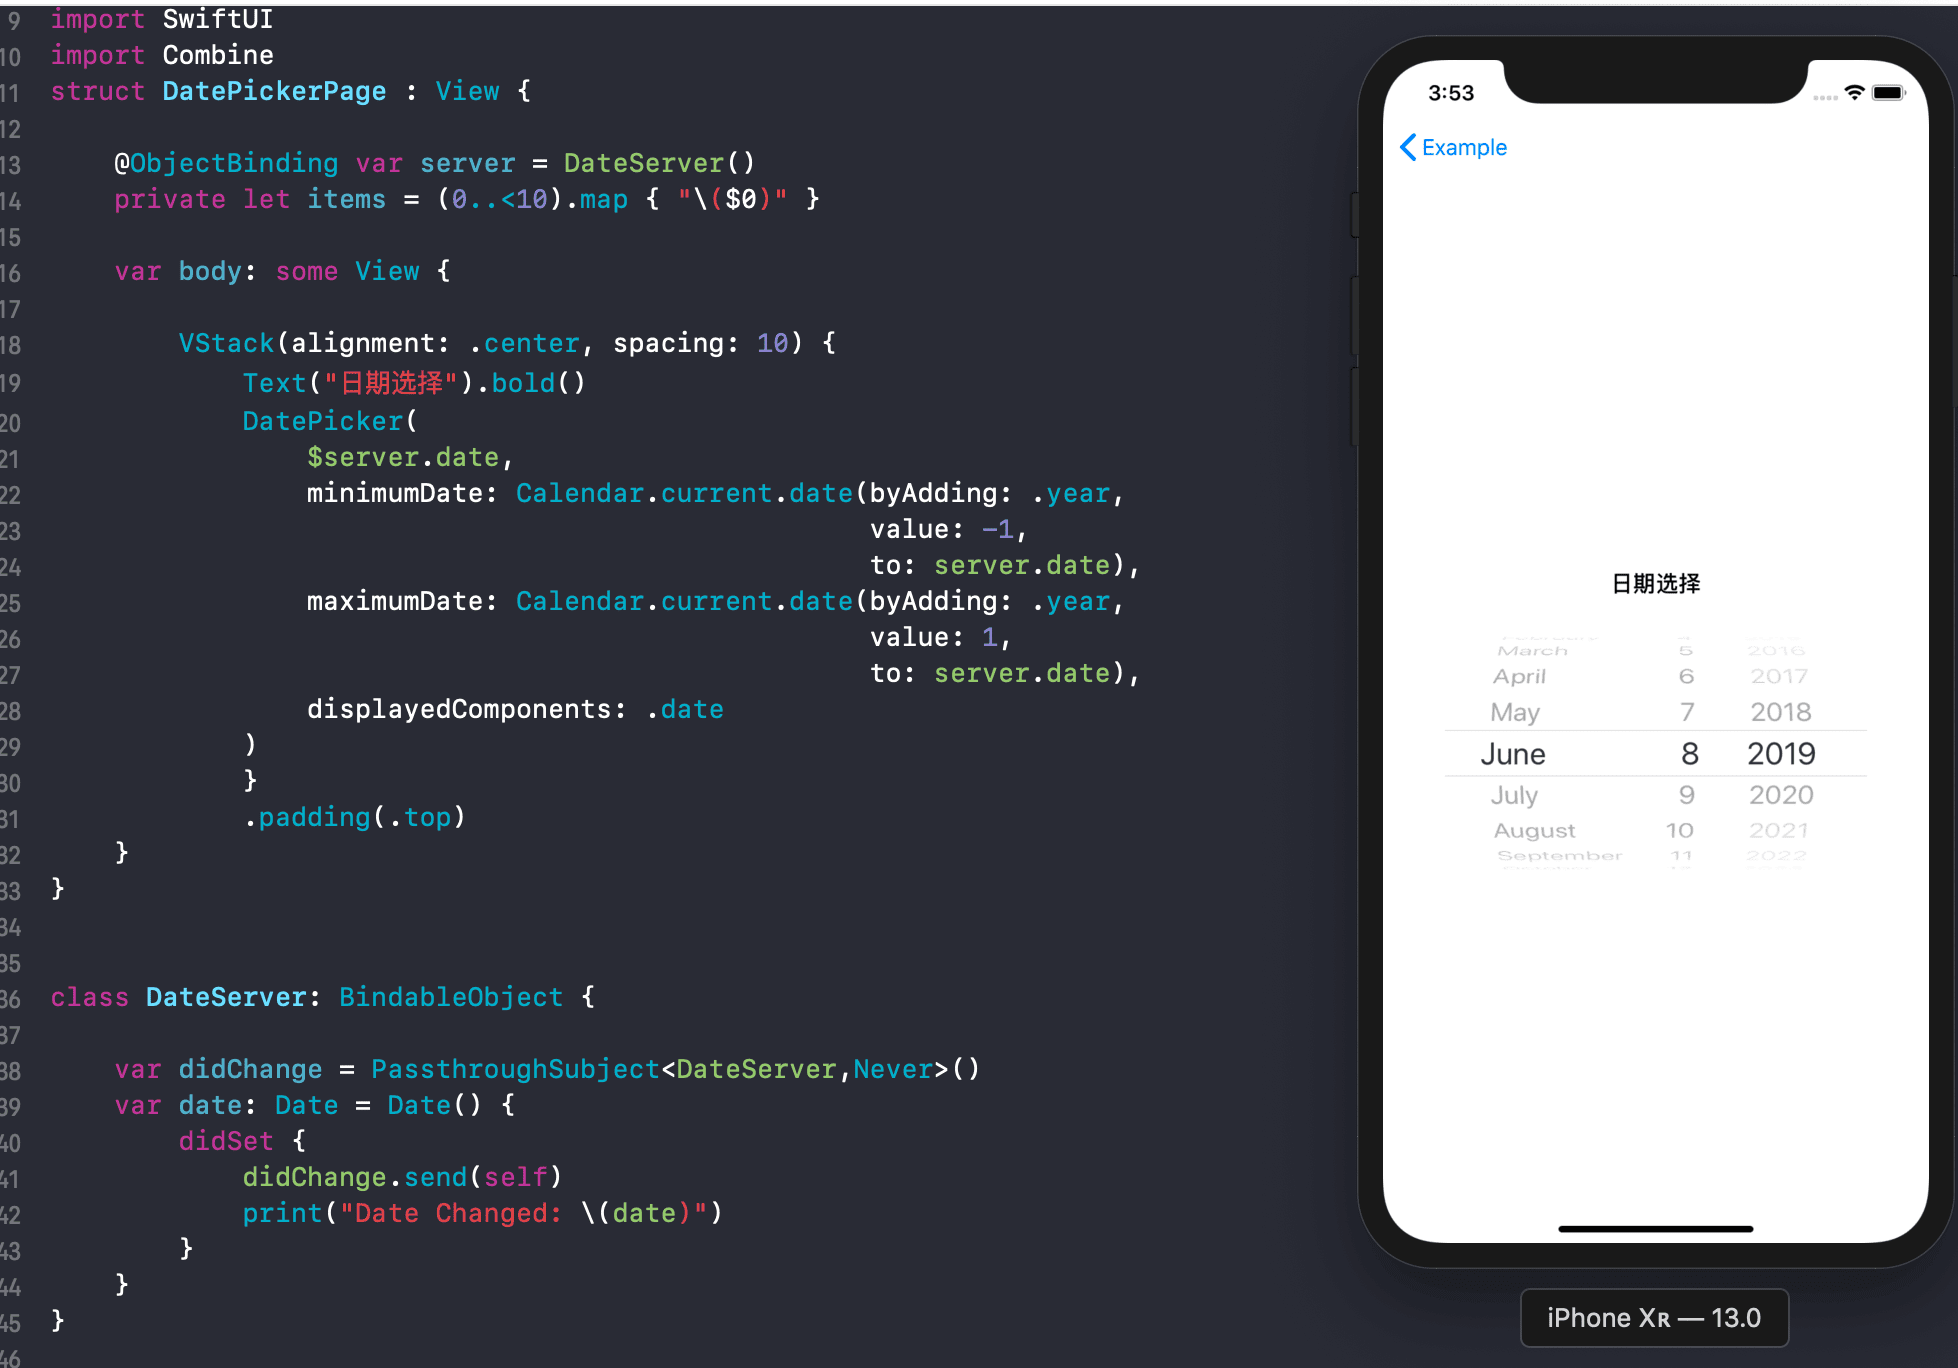 9 import SwiftUI
10 import Combine
11 struct DatePickerPage : View {
12
13 @ObjectBinding var server = DateServer()
14 private let items = (0..<10).map { "\($0)" }
15
16 var body: some View {
17
18 VStack(alignment: .center, spacing: 10) {
19 Text("日期选择").bold()
20 DatePicker(
21 $server.date,
22 minimumDate: Calendar.current.date(byAdding: .year,
23 value: -1,
24 to: server.date),
25 maximumDate: Calendar.current.date(byAdding: .year,
26 value: 1,
27 to: server.date),
28 displayedComponents: .date
29 )
30 }
31 .padding(.top)
32 }
33 }
34
35
36 class DateServer: BindableObject {
37
38 var didChange = PassthroughSubject<DateServer,Never>()
39 var date: Date = Date() {
40 didSet {
41 didChange.send(self)
42 print("Date Changed: \(date)")
43 }
44 }
45 }
46
3:53
Example
日期选择
March 5 2016
April 6 2017
May 7 2018
June 8 2019
July 9 2020
August 10 2021
September 11 2022
iPhone XR — 13.0